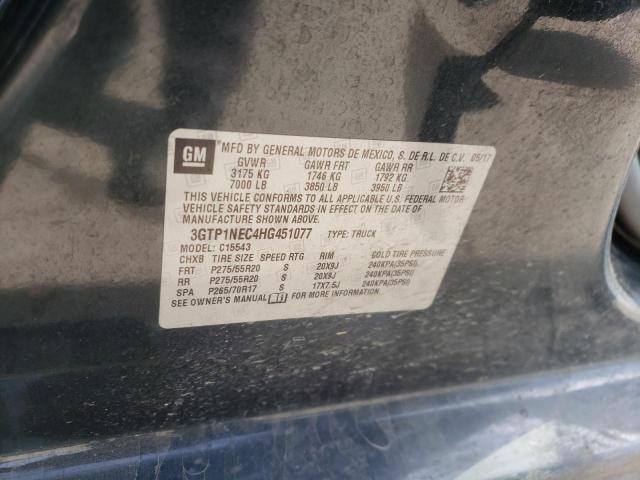 GM MFD BY GENERAL MOTORS DE MEXICO, S. DE R.L. DE C.V. 05/17
GVWR GAWR FRT GAWR RR
3175 KG 1746 KG 1792 KG
7000 LB 3850 LB 3950 LB
THIS VEHICLE CONFORMS TO ALL APPLICABLE U.S. FEDERAL MOTOR
VEHICLE SAFETY STANDARDS IN EFFECT ON THE DATE OF
MANUFACTURE SHOWN ABOVE.
3GTP1NEC4HG451077 TYPE: TRUCK
MODEL: C15543
CHXB TIRE SIZE SPEED RTG RIM COLD TIRE PRESSURE
FRT P275/55R20 S 20X9J 240KPA(35PSI)
RR P275/55R20 S 20X9J 240KPA(35PSI)
SPA P265/70R17 S 17X7.5J 240KPA(35PSI)
SEE OWNER'S MANUAL FOR MORE INFORMATION.